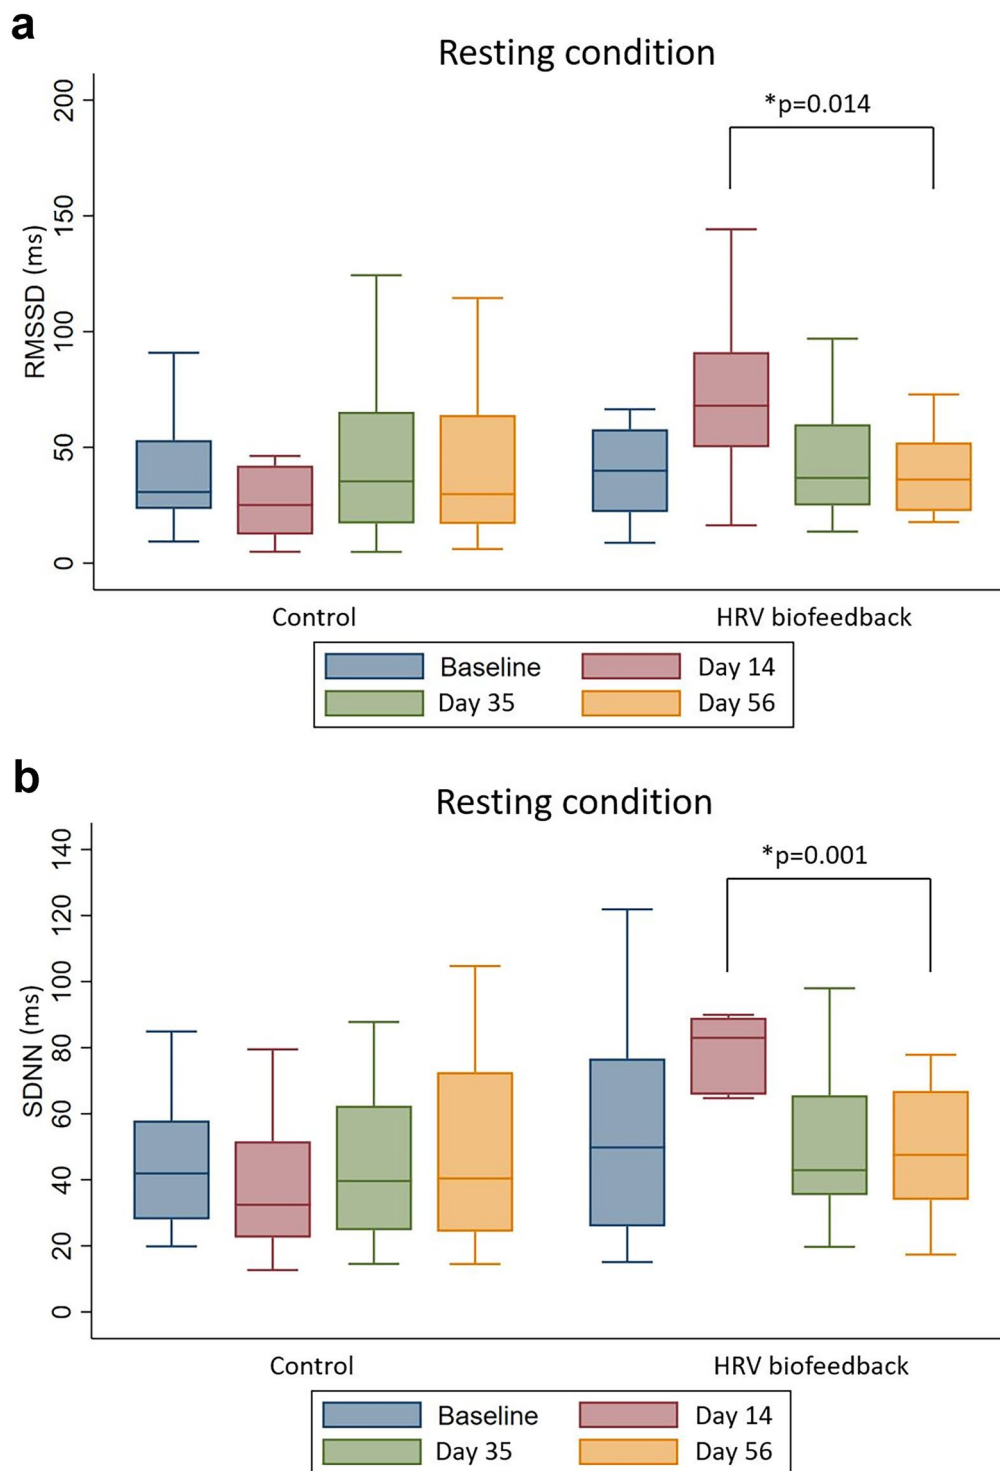 a
Resting condition
*p=0.014
RMSSD (ms)
200
150
100
50
0
Control HRV biofeedback
Baseline Day 14
Day 35 Day 56
b
Resting condition
*p=0.001
SDNN (ms)
140
120
100
80
60
40
20
0
Control HRV biofeedback
Baseline Day 14
Day 35 Day 56